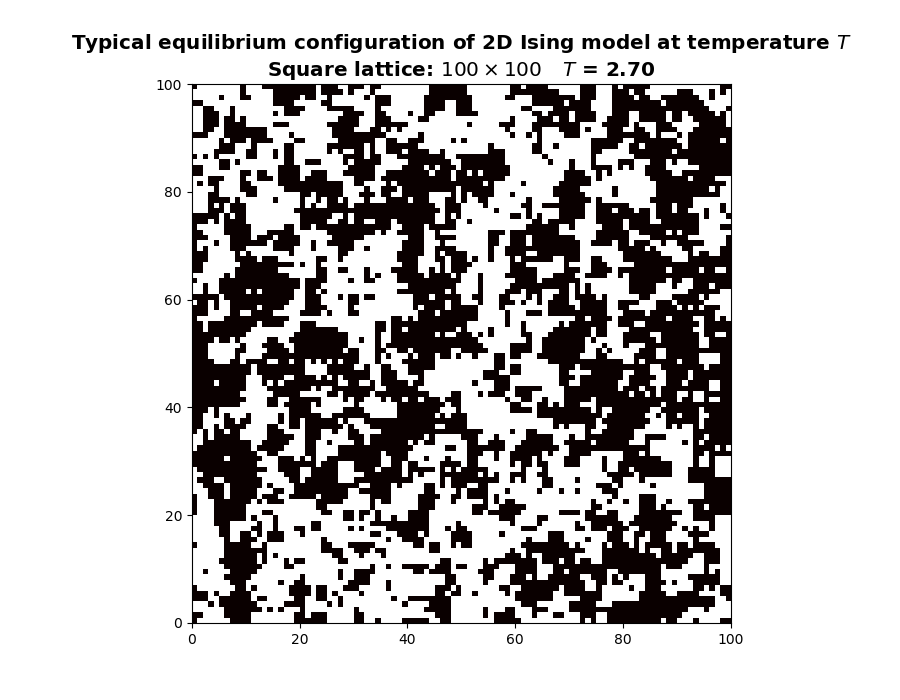 Typical equilibrium configuration of 2D Ising model at temperature T
Square lattice: 100 × 100 T = 2.70
100
80
60
40
20
0
0 20 40 60 80 100